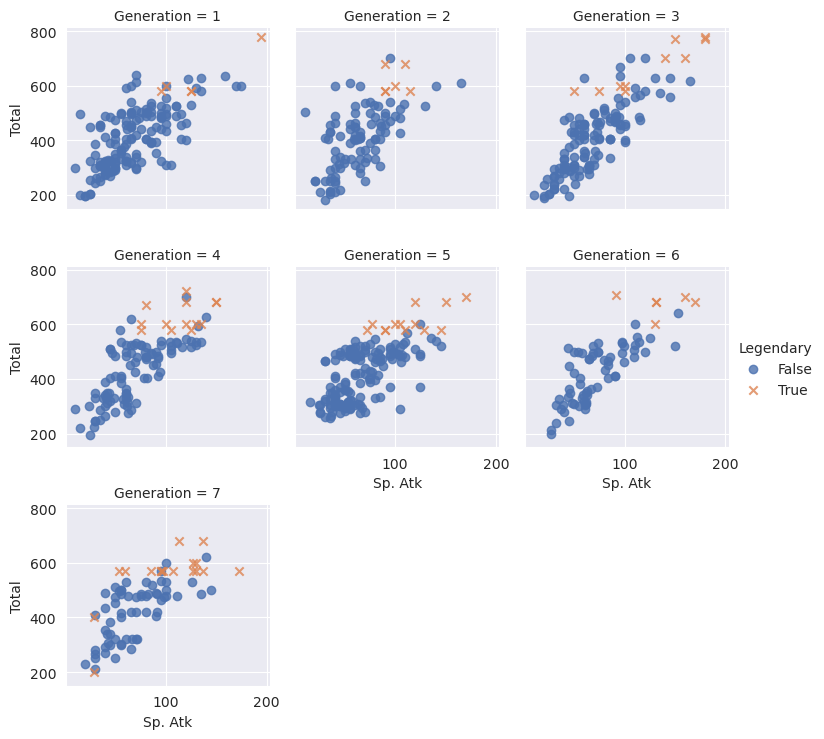 Generation = 1
Generation = 2
Generation = 3
800
600
400
200
Total
Generation = 4
Generation = 5
Generation = 6
800
600
400
200
Total
100
200
Sp. Atk
100
200
Sp. Atk
Legendary
False
True
Generation = 7
800
600
400
200
Total
100
200
Sp. Atk